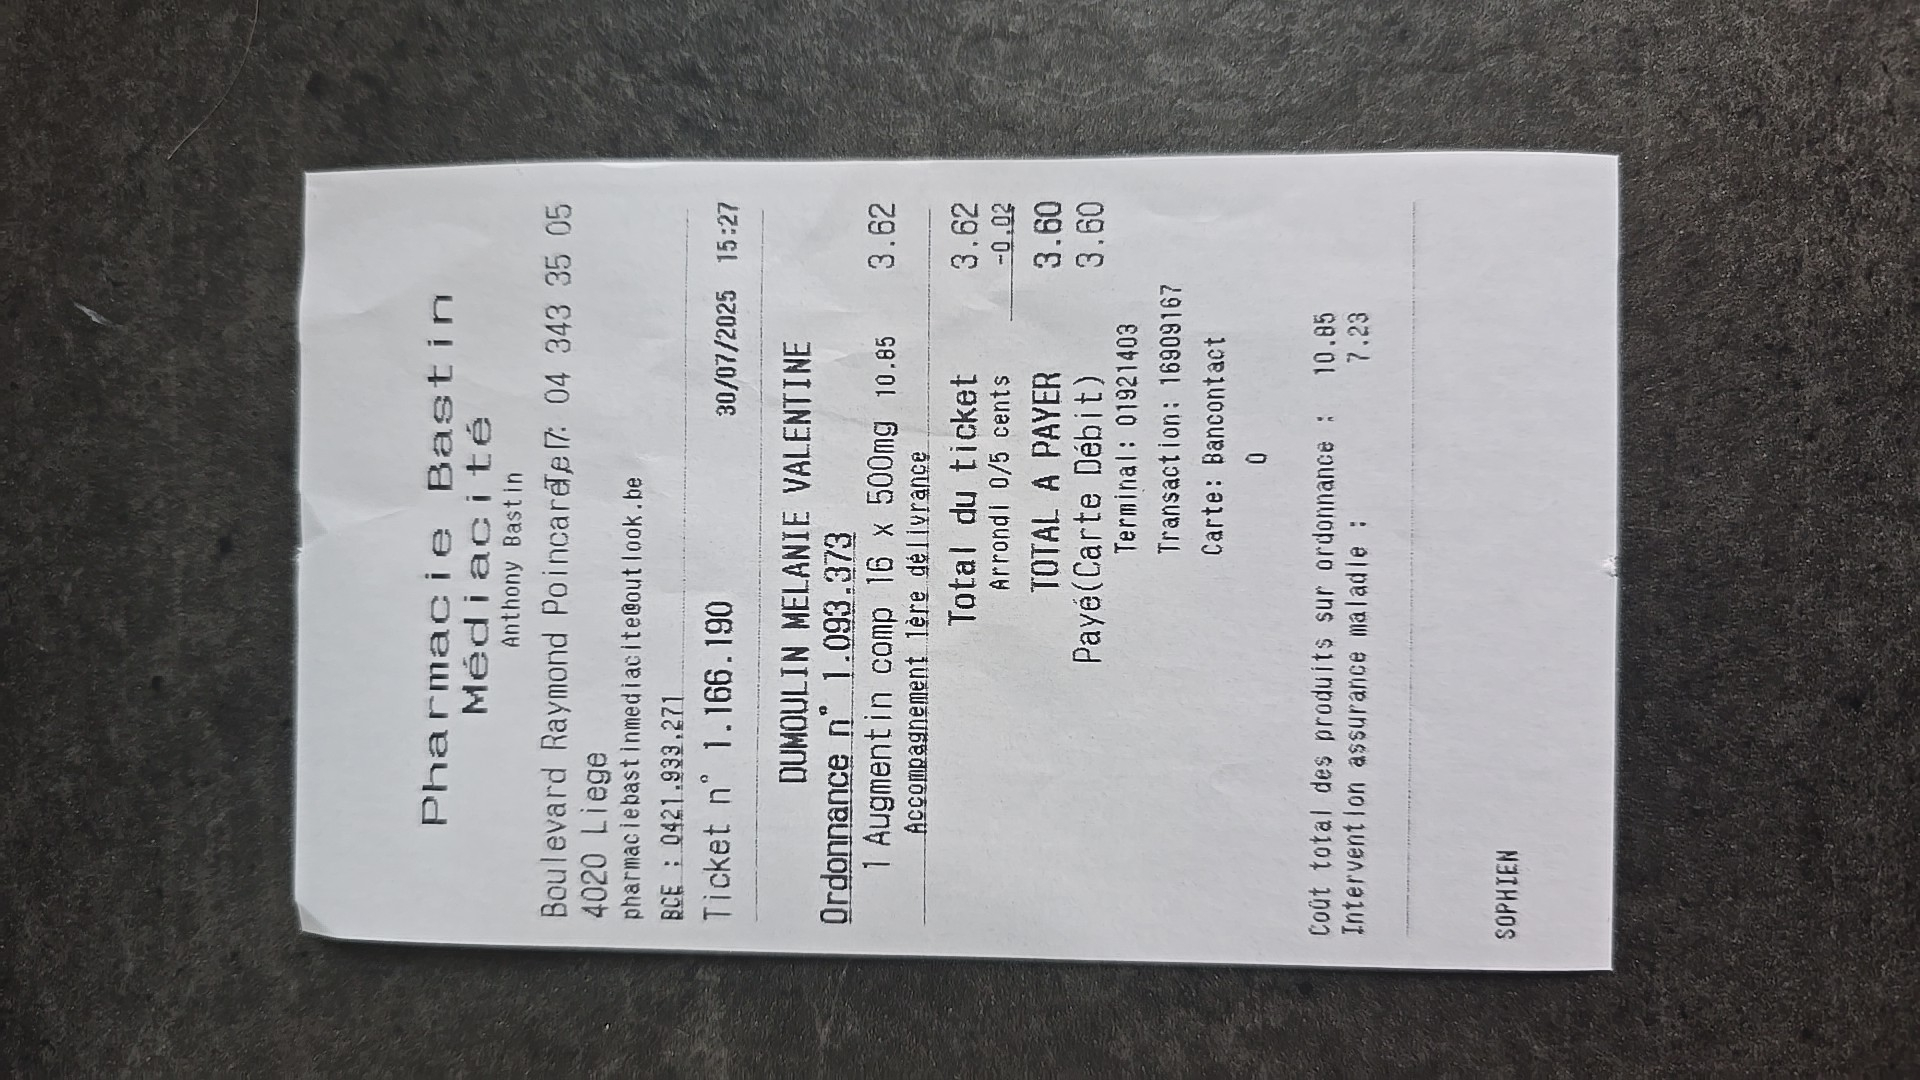 Pharmacie Bastin
Médiacité
Anthony Bastin
Boulevard Raymond Poincaré, 7 Tel: 04 343 35 05
4020 Liege
pharmaciebastinmediacite@outlook.be
BCE : 0421.933.271
Ticket n° 1.166.190 30/07/2025 15:27
DUMOULIN MELANIE VALENTINE
Ordonnance n° 1.093.373
1 Augmentin comp 16 x 500mg 10.85 3.62
Accompagnement 1ère délivrance
Total du ticket 3.62
Arrondi 0/5 cents -0.02
TOTAL A PAYER 3.60
Payé(Carte Débit) 3.60
Terminal: 01921403
Transaction: 16909167
Carte: Bancontact
0
Coût total des produits sur ordonnance : 10.85
Intervention assurance maladie : 7.23
SOPHIEN